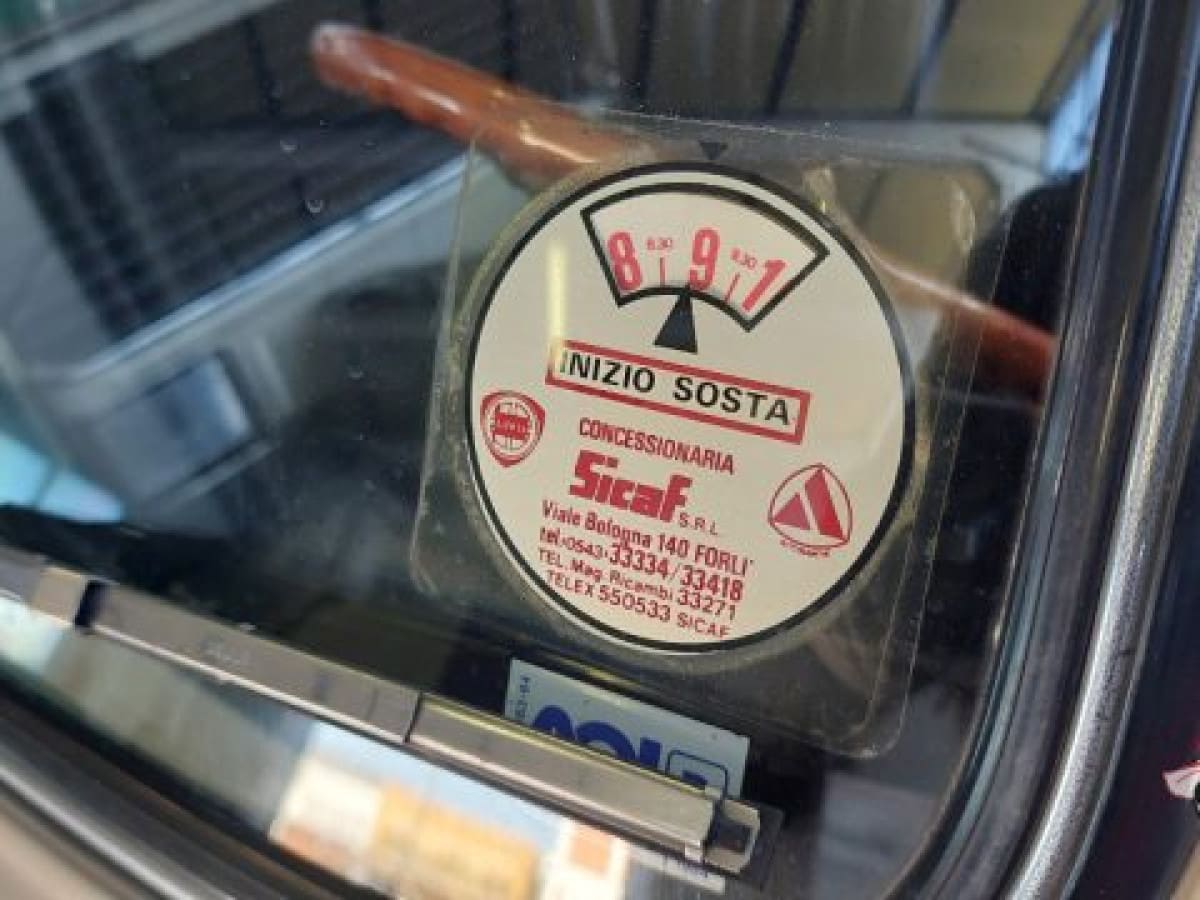 8 8.30 9 9.30 1
INIZIO SOSTA
CONCESSIONARIA
Sicaf S.R.L
Viale Bologna 140 FORLI'
tel. 0543. 33334/33418
TEL. Mag. Ricambi 33271
TELEX 550533 SICAF